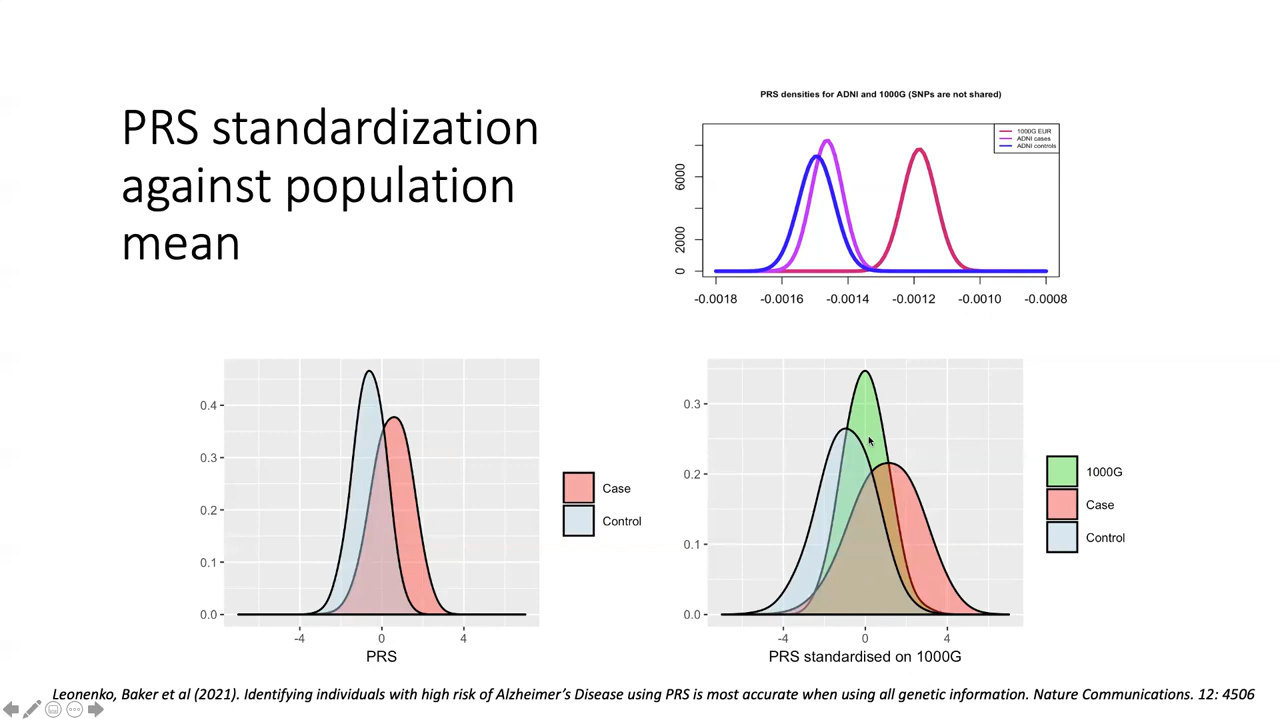 PRS standardization
against population
mean
PRS densities for ADNI and 1000G (SNPs are not shared)
1000G EUR
ADNI cases
ADNI controls
6000
2000
0
-0.0018 -0.0016 -0.0014 -0.0012 -0.0010 -0.0008
0.4
0.3
0.2
0.1
0.0
-4 0 4
PRS
Case
Control
0.3
0.2
0.1
0.0
-4 0 4
PRS standardised on 1000G
1000G
Case
Control
Leonenko, Baker et al (2021). Identifying individuals with high risk of Alzheimer’s Disease using PRS is most accurate when using all genetic information. Nature Communications. 12: 4506